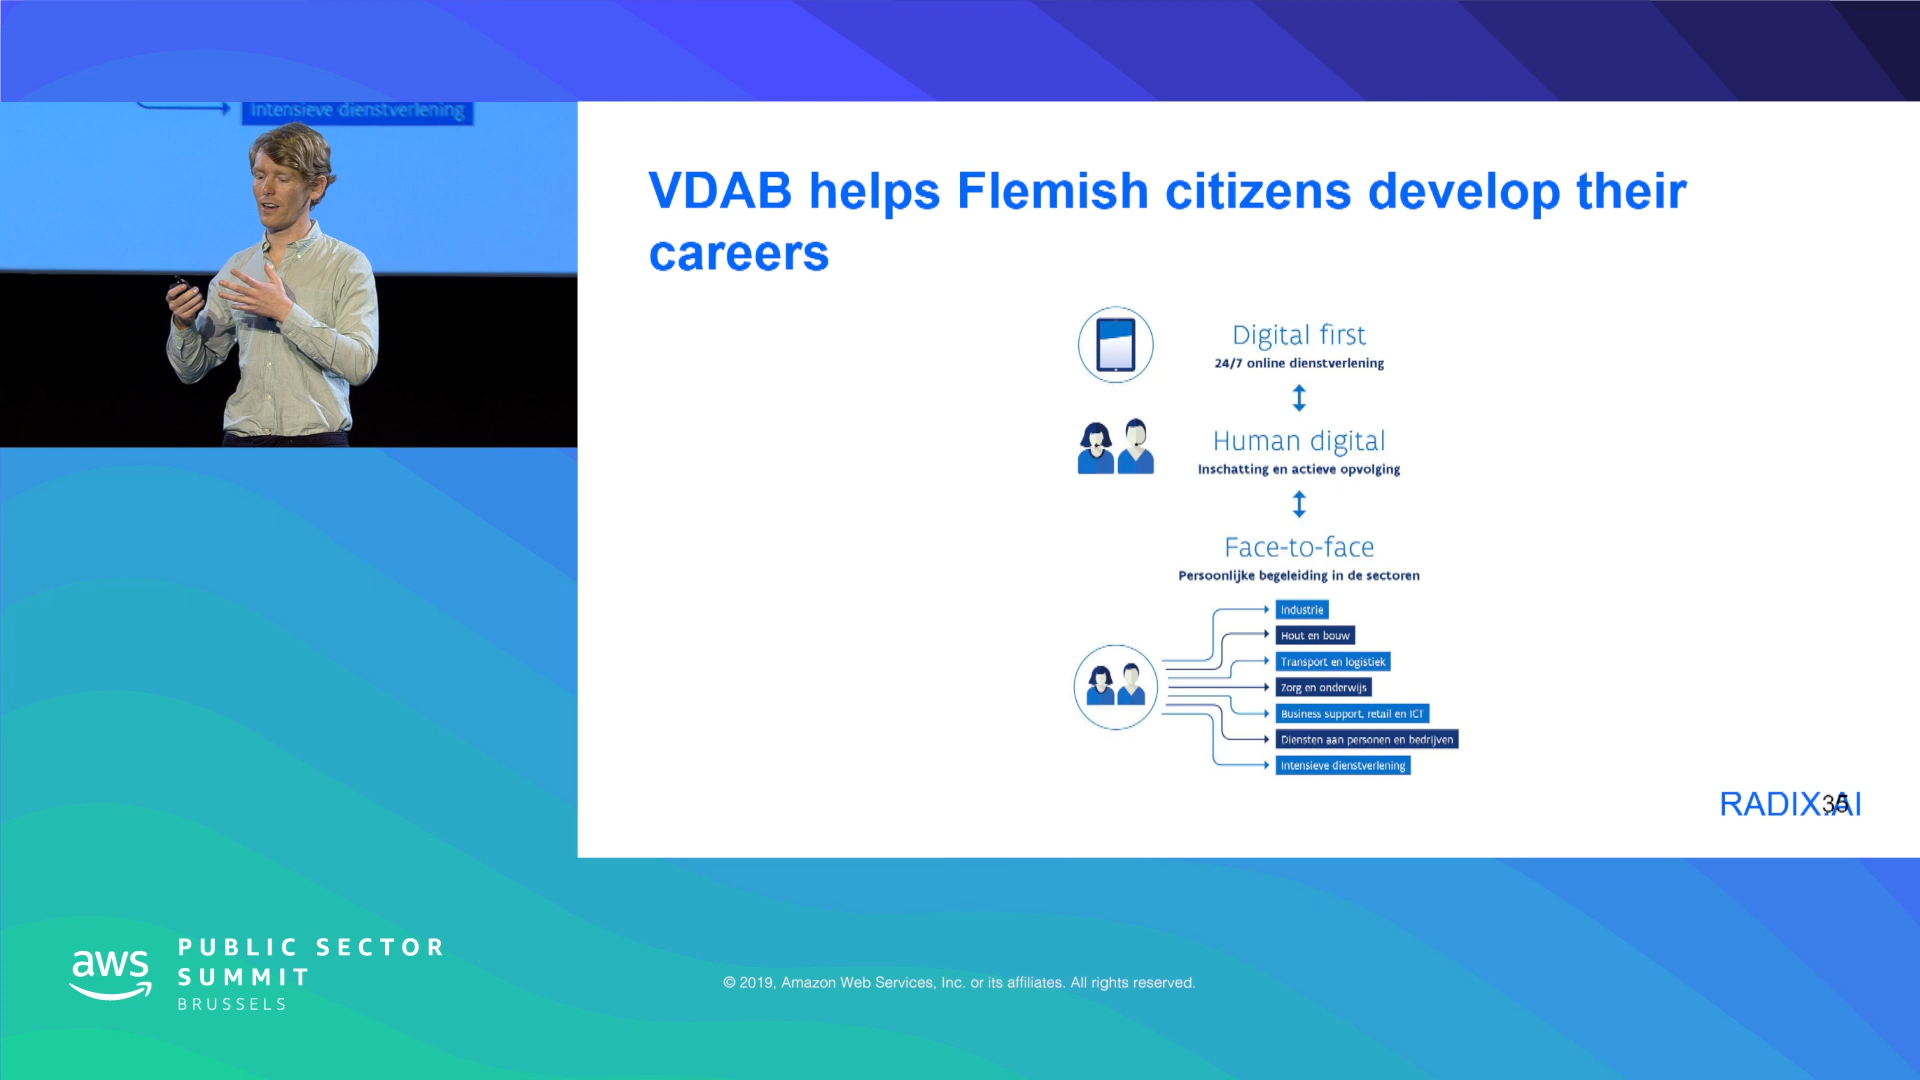 Intensieve dienstverlening
VDAB helps Flemish citizens develop their
careers
Digital first
24/7 online dienstverlening
Human digital
Inschatting en actieve opvolging
Face-to-face
Persoonlijke begeleiding in de sectoren
Industrie
Hout en bouw
Transport en logistiek
Zorg en onderwijs
Business support, retail en ICT
Diensten aan personen en bedrijven
Intensieve dienstverlening
RADIX.AI
35
aws
PUBLIC SECTOR
SUMMIT
BRUSSELS
© 2019, Amazon Web Services, Inc. or its affiliates. All rights reserved.